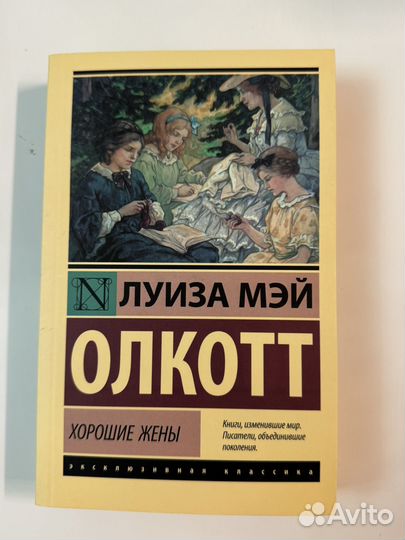 N ЛУИЗА МЭЙ
ОЛКОТТ
ХОРОШИЕ ЖЕНЫ
Книги, изменившие мир.
Писатели, объединившие
поколения.
эксклюзивная классика
Avito